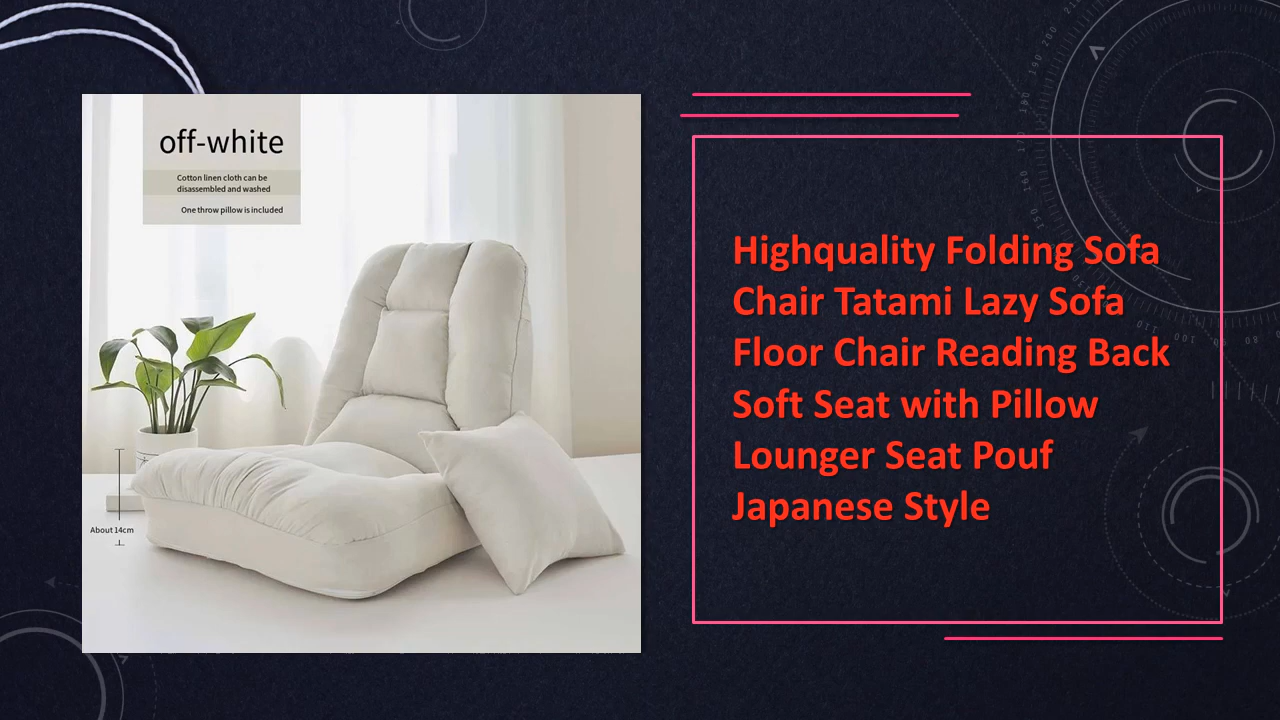 off-white
Cotton linen cloth can be
disassembled and washed
One throw pillow is included
About 14cm
Highquality Folding Sofa
Chair Tatami Lazy Sofa
Floor Chair Reading Back
Soft Seat with Pillow
Lounger Seat Pouf
Japanese Style